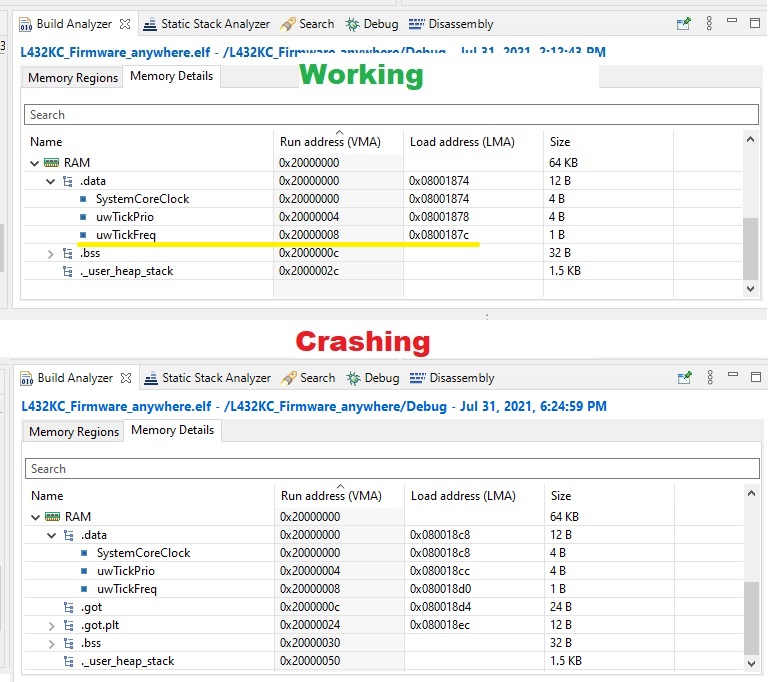 Build Analyzer Static Stack Analyzer Search Debug Disassembly
3
L432KC_Firmware_anywhere.elf - /L432KC_Firmware_anywhere/Debug - Jul 31, 2021, 2:12:43 PM
Working
Memory Regions Memory Details
Search
Name Run address (VMA) Load address (LMA) Size
RAM 0x20000000 64 KB
.data 0x20000000 0x08001874 12 B
SystemCoreClock 0x20000000 0x08001874 4 B
uwTickPrio 0x20000004 0x08001878 4 B
uwTickFreq 0x20000008 0x0800187c 1 B
.bss 0x2000000c 32 B
._user_heap_stack 0x2000002c 1.5 KB
Crashing
Build Analyzer Static Stack Analyzer Search Debug Disassembly
L432KC_Firmware_anywhere.elf - /L432KC_Firmware_anywhere/Debug - Jul 31, 2021, 6:24:59 PM
Memory Regions Memory Details
Search
Name Run address (VMA) Load address (LMA) Size
RAM 0x20000000 64 KB
.data 0x20000000 0x080018c8 12 B
SystemCoreClock 0x20000000 0x080018c8 4 B
uwTickPrio 0x20000004 0x080018cc 4 B
uwTickFreq 0x20000008 0x080018d0 1 B
.got 0x2000000c 0x080018d4 24 B
.got.plt 0x20000024 0x080018ec 12 B
.bss 0x20000030 32 B
._user_heap_stack 0x20000050 1.5 KB